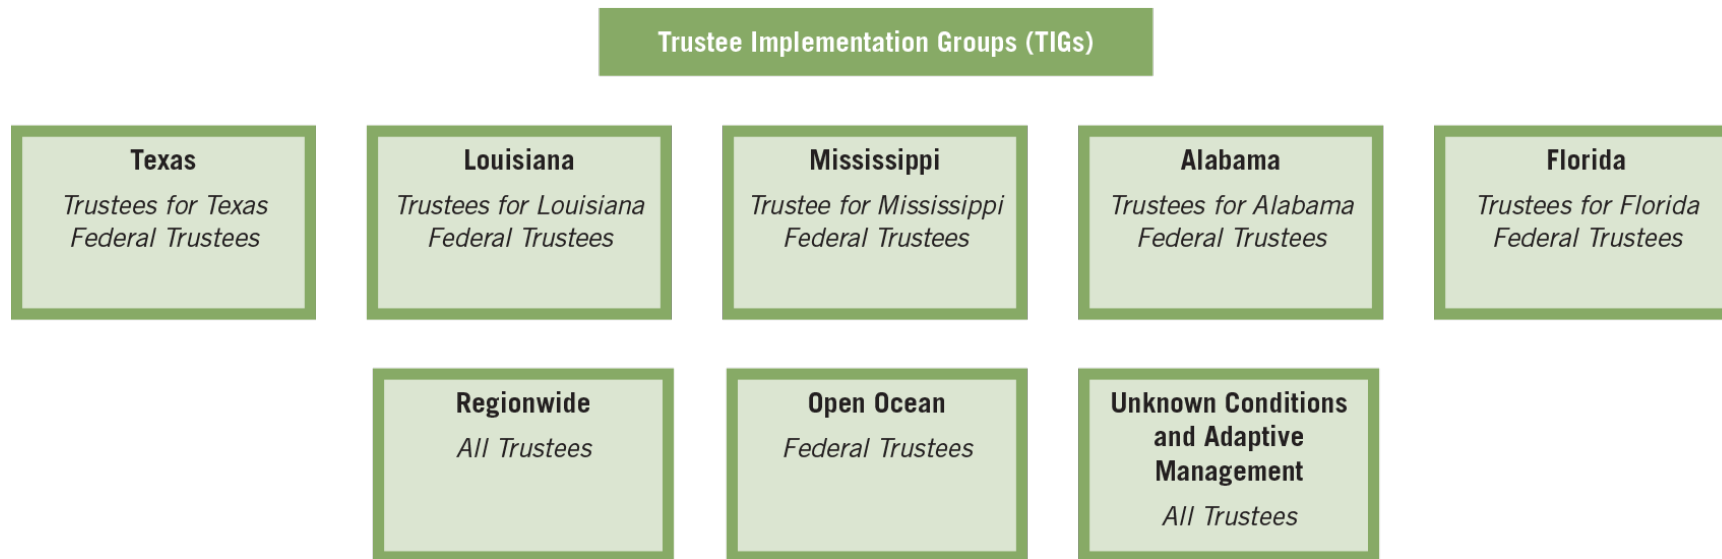 Trustee Implementation Groups (TIGs)
Texas
Trustees for Texas
Federal Trustees
Louisiana
Trustees for Louisiana
Federal Trustees
Mississippi
Trustee for Mississippi
Federal Trustees
Alabama
Trustees for Alabama
Federal Trustees
Florida
Trustees for Florida
Federal Trustees
Regionwide
All Trustees
Open Ocean
Federal Trustees
Unknown Conditions
and Adaptive
Management
All Trustees